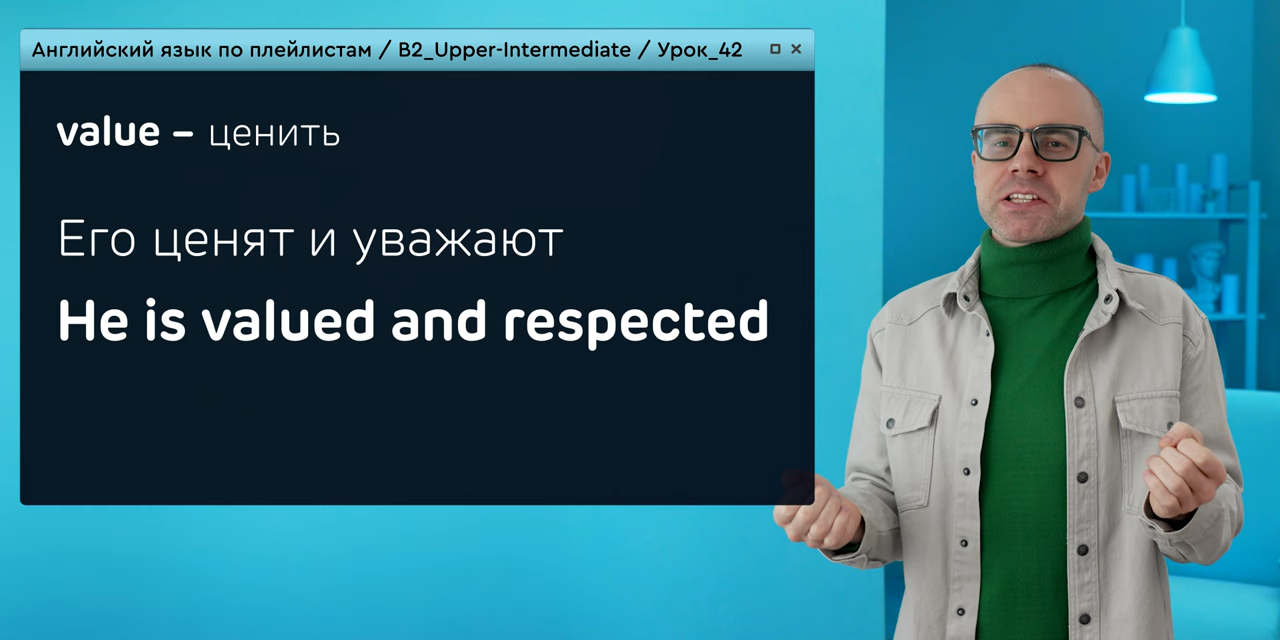 Английский язык по плейлистам / B2_Upper-Intermediate / Урок_42
value – ценить
Его ценят и уважают
He is valued and respected